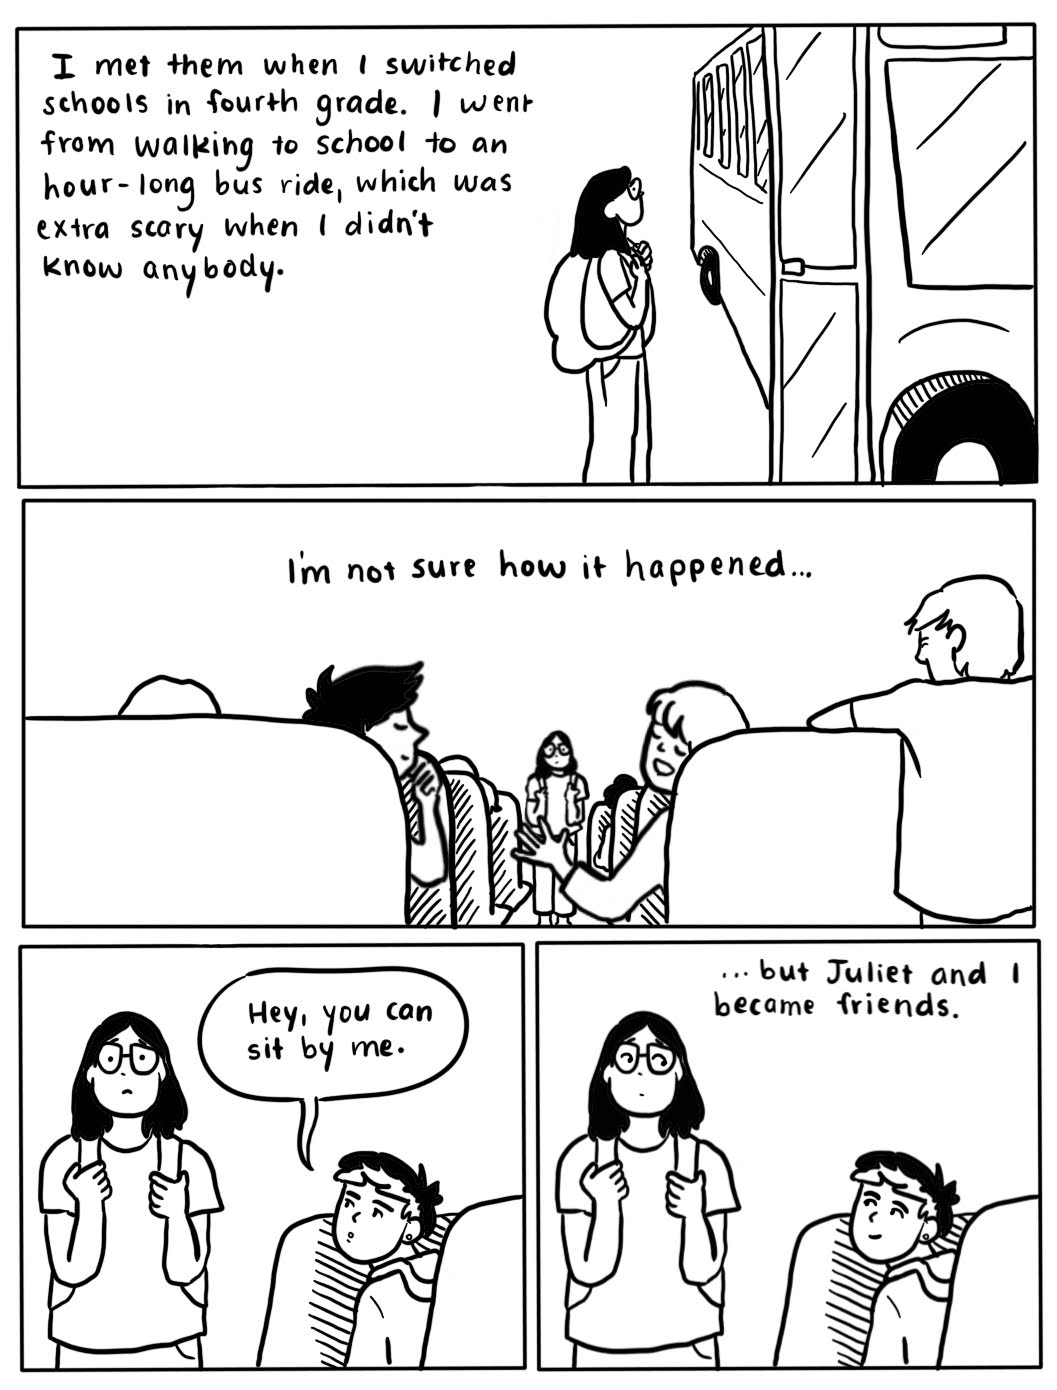 I met them when I switched
schools in fourth grade. I went
from walking to school to an
hour-long bus ride, which was
extra scary when I didn't
know anybody.
I'm not sure how it happened...
Hey, you can
sit by me.
...but Juliet and I
became friends.